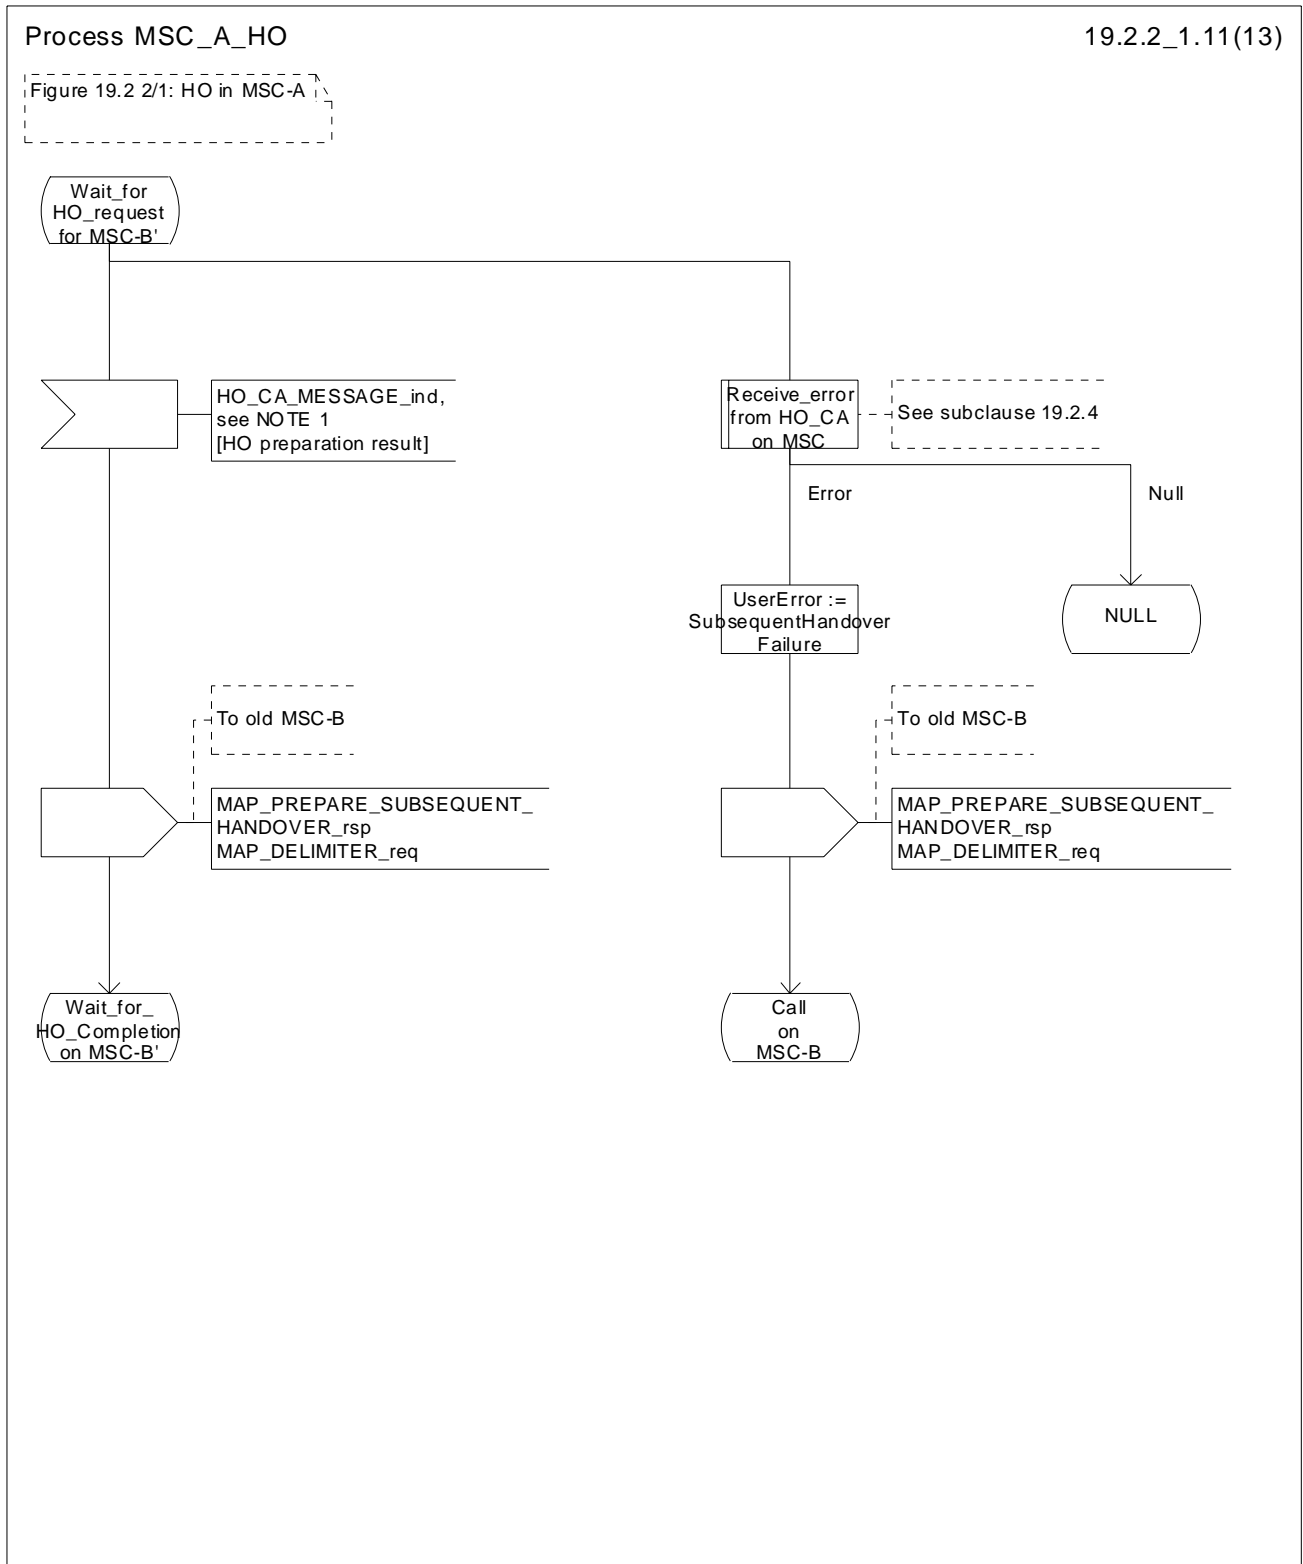 Process MSC_A_HO
19.2.2_1.11(13)
Figure 19.2 2/1: HO in MSC-A
Wait_for
HO_request
for MSC-B'
HO_CA_MESSAGE_ind,
see NOTE 1
[HO preparation result]
Receive_error
from HO_CA
on MSC
See subclause 19.2.4
Error
Null
UserError :=
SubsequentHandover
Failure
NULL
To old MSC-B
To old MSC-B
MAP_PREPARE_SUBSEQUENT_
HANDOVER_rsp
MAP_DELIMITER_req
MAP_PREPARE_SUBSEQUENT_
HANDOVER_rsp
MAP_DELIMITER_req
Wait_for_
HO_Completion
on MSC-B'
Call
on
MSC-B